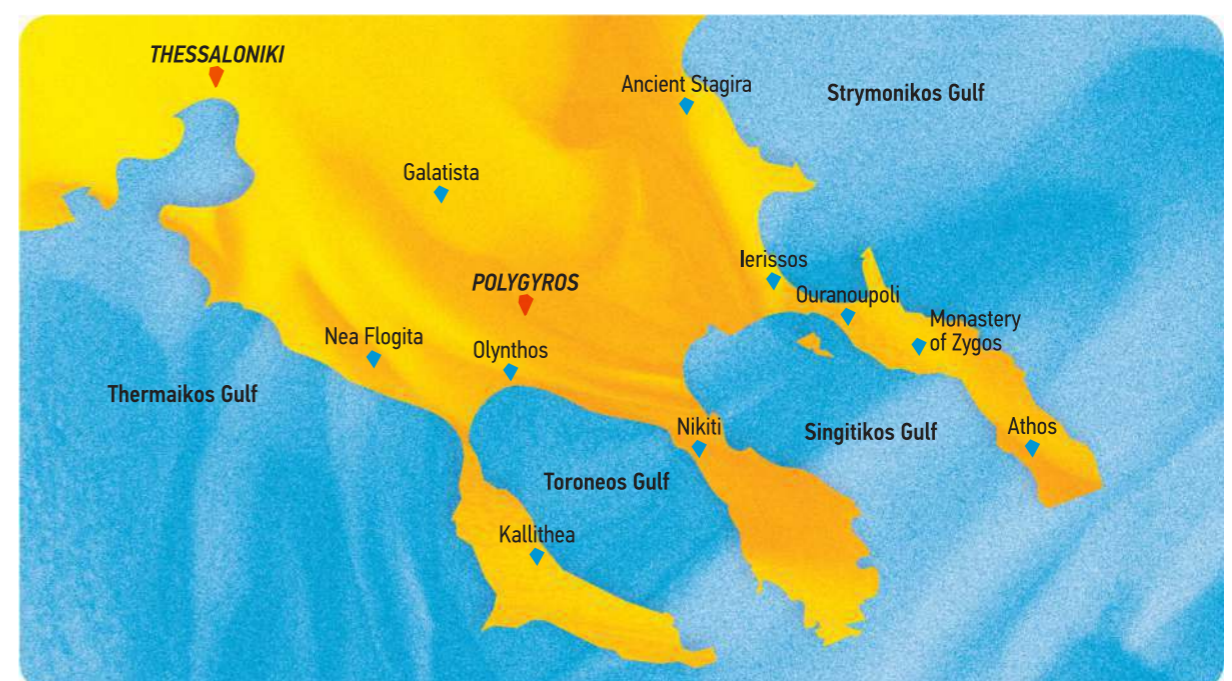 THESSALONIKI
Ancient Stagira
Strymonikos Gulf
Galatista
Ierissos
POLYGYROS
Ouranoupoli
Monastery
of Zygos
Nea Flogita
Olynthos
Thermaikos Gulf
Nikiti
Singitikos Gulf
Athos
Toroneos Gulf
Kallithea